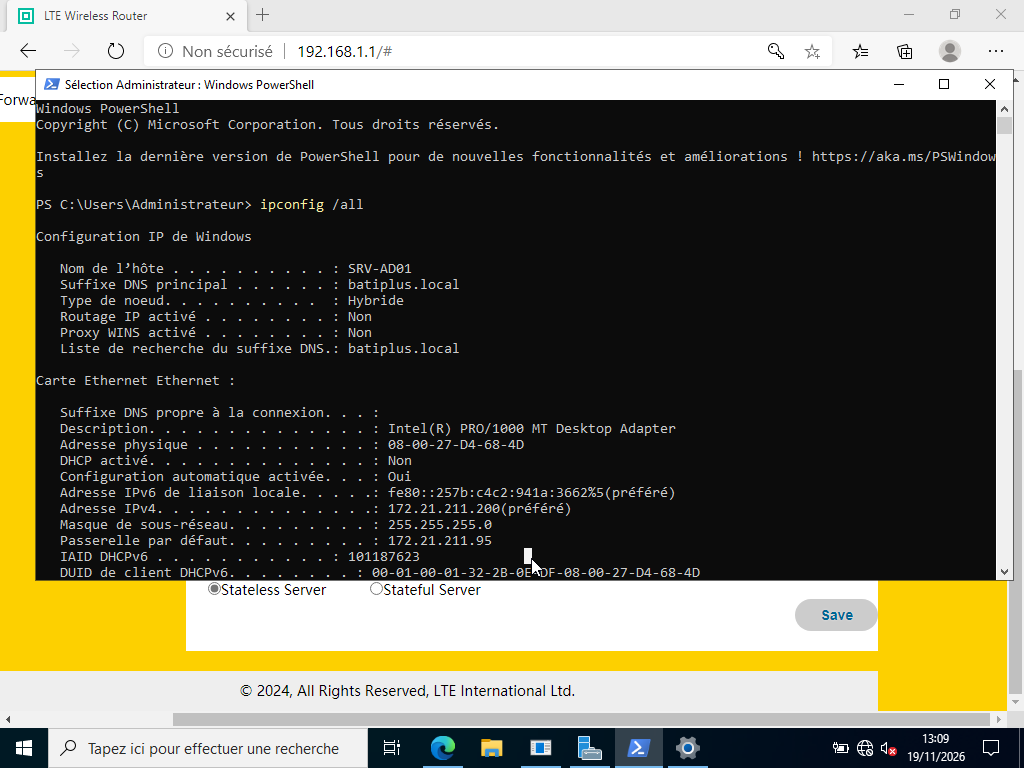 LTE Wireless Router
Non sécurisé 192.168.1.1/#
Sélection Administrateur : Windows PowerShell
Forwa
Windows PowerShell
Copyright (C) Microsoft Corporation. Tous droits réservés.
Installez la dernière version de PowerShell pour de nouvelles fonctionnalités et améliorations ! https://aka.ms/PSWindow
s
PS C:\Users\Administrateur> ipconfig /all
Configuration IP de Windows
Nom de l’hôte . . . . . . . . . . : SRV-AD01
Suffixe DNS principal . . . . . . : batiplus.local
Type de noeud. . . . . . . . . . : Hybride
Routage IP activé . . . . . . . . : Non
Proxy WINS activé . . . . . . . . : Non
Liste de recherche du suffixe DNS.: batiplus.local
Carte Ethernet Ethernet :
Suffixe DNS propre à la connexion. . . :
Description. . . . . . . . . . . . . . : Intel(R) PRO/1000 MT Desktop Adapter
Adresse physique . . . . . . . . . . . : 08-00-27-D4-68-4D
DHCP activé. . . . . . . . . . . . . . : Non
Configuration automatique activée. . . : Oui
Adresse IPv6 de liaison locale. . . . .: fe80::257b:c4c2:941a:3662%5(préféré)
Adresse IPv4. . . . . . . . . . . . . .: 172.21.211.200(préféré)
Masque de sous-réseau. . . . . . . . . : 255.255.255.0
Passerelle par défaut. . . . . . . . . : 172.21.211.95
IAID DHCPv6 . . . . . . . . . . . : 101187623
DUID de client DHCPv6. . . . . . . . : 00-01-00-01-32-2B-0E-DF-08-00-27-D4-68-4D
Stateless Server Stateful Server
Save
© 2024, All Rights Reserved, LTE International Ltd.
Tapez ici pour effectuer une recherche
13:09
19/11/2026